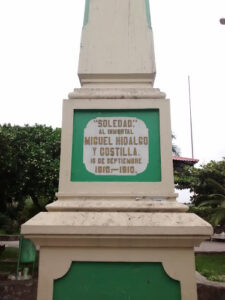 "SOLEDAD,"
AL INMORTAL
MIGUEL HIDALGO
Y COSTILLA.
16 DE SEPTIEMBRE
1810.-1910.